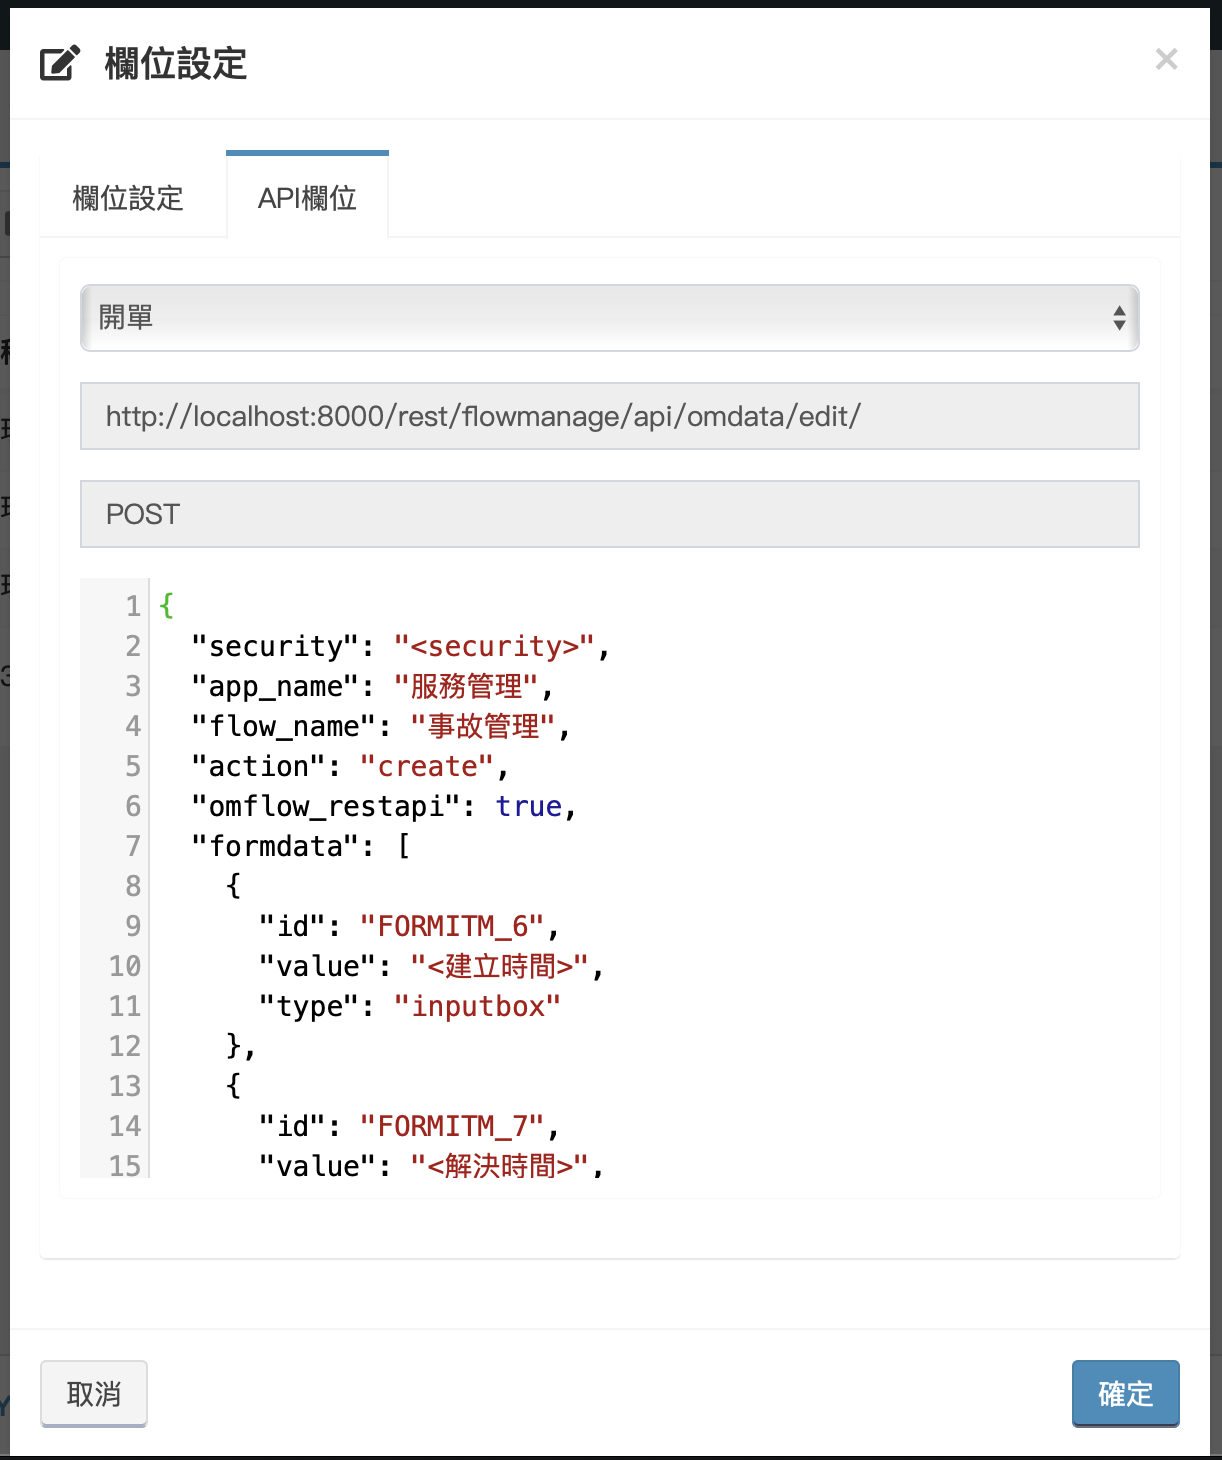 欄位設定
×
欄位設定
API欄位
開單
http://localhost:8000/rest/flowmanage/api/omdata/edit/
POST
1 {
2 "security": "<security>",
3 "app_name": "服務管理",
4 "flow_name": "事故管理",
5 "action": "create",
6 "omflow_restapi": true,
7 "formdata": [
8 {
9 "id": "FORMITM_6",
10 "value": "<建立時間>",
11 "type": "inputbox"
12 },
13 {
14 "id": "FORMITM_7",
15 "value": "<解決時間>",
取消
確定